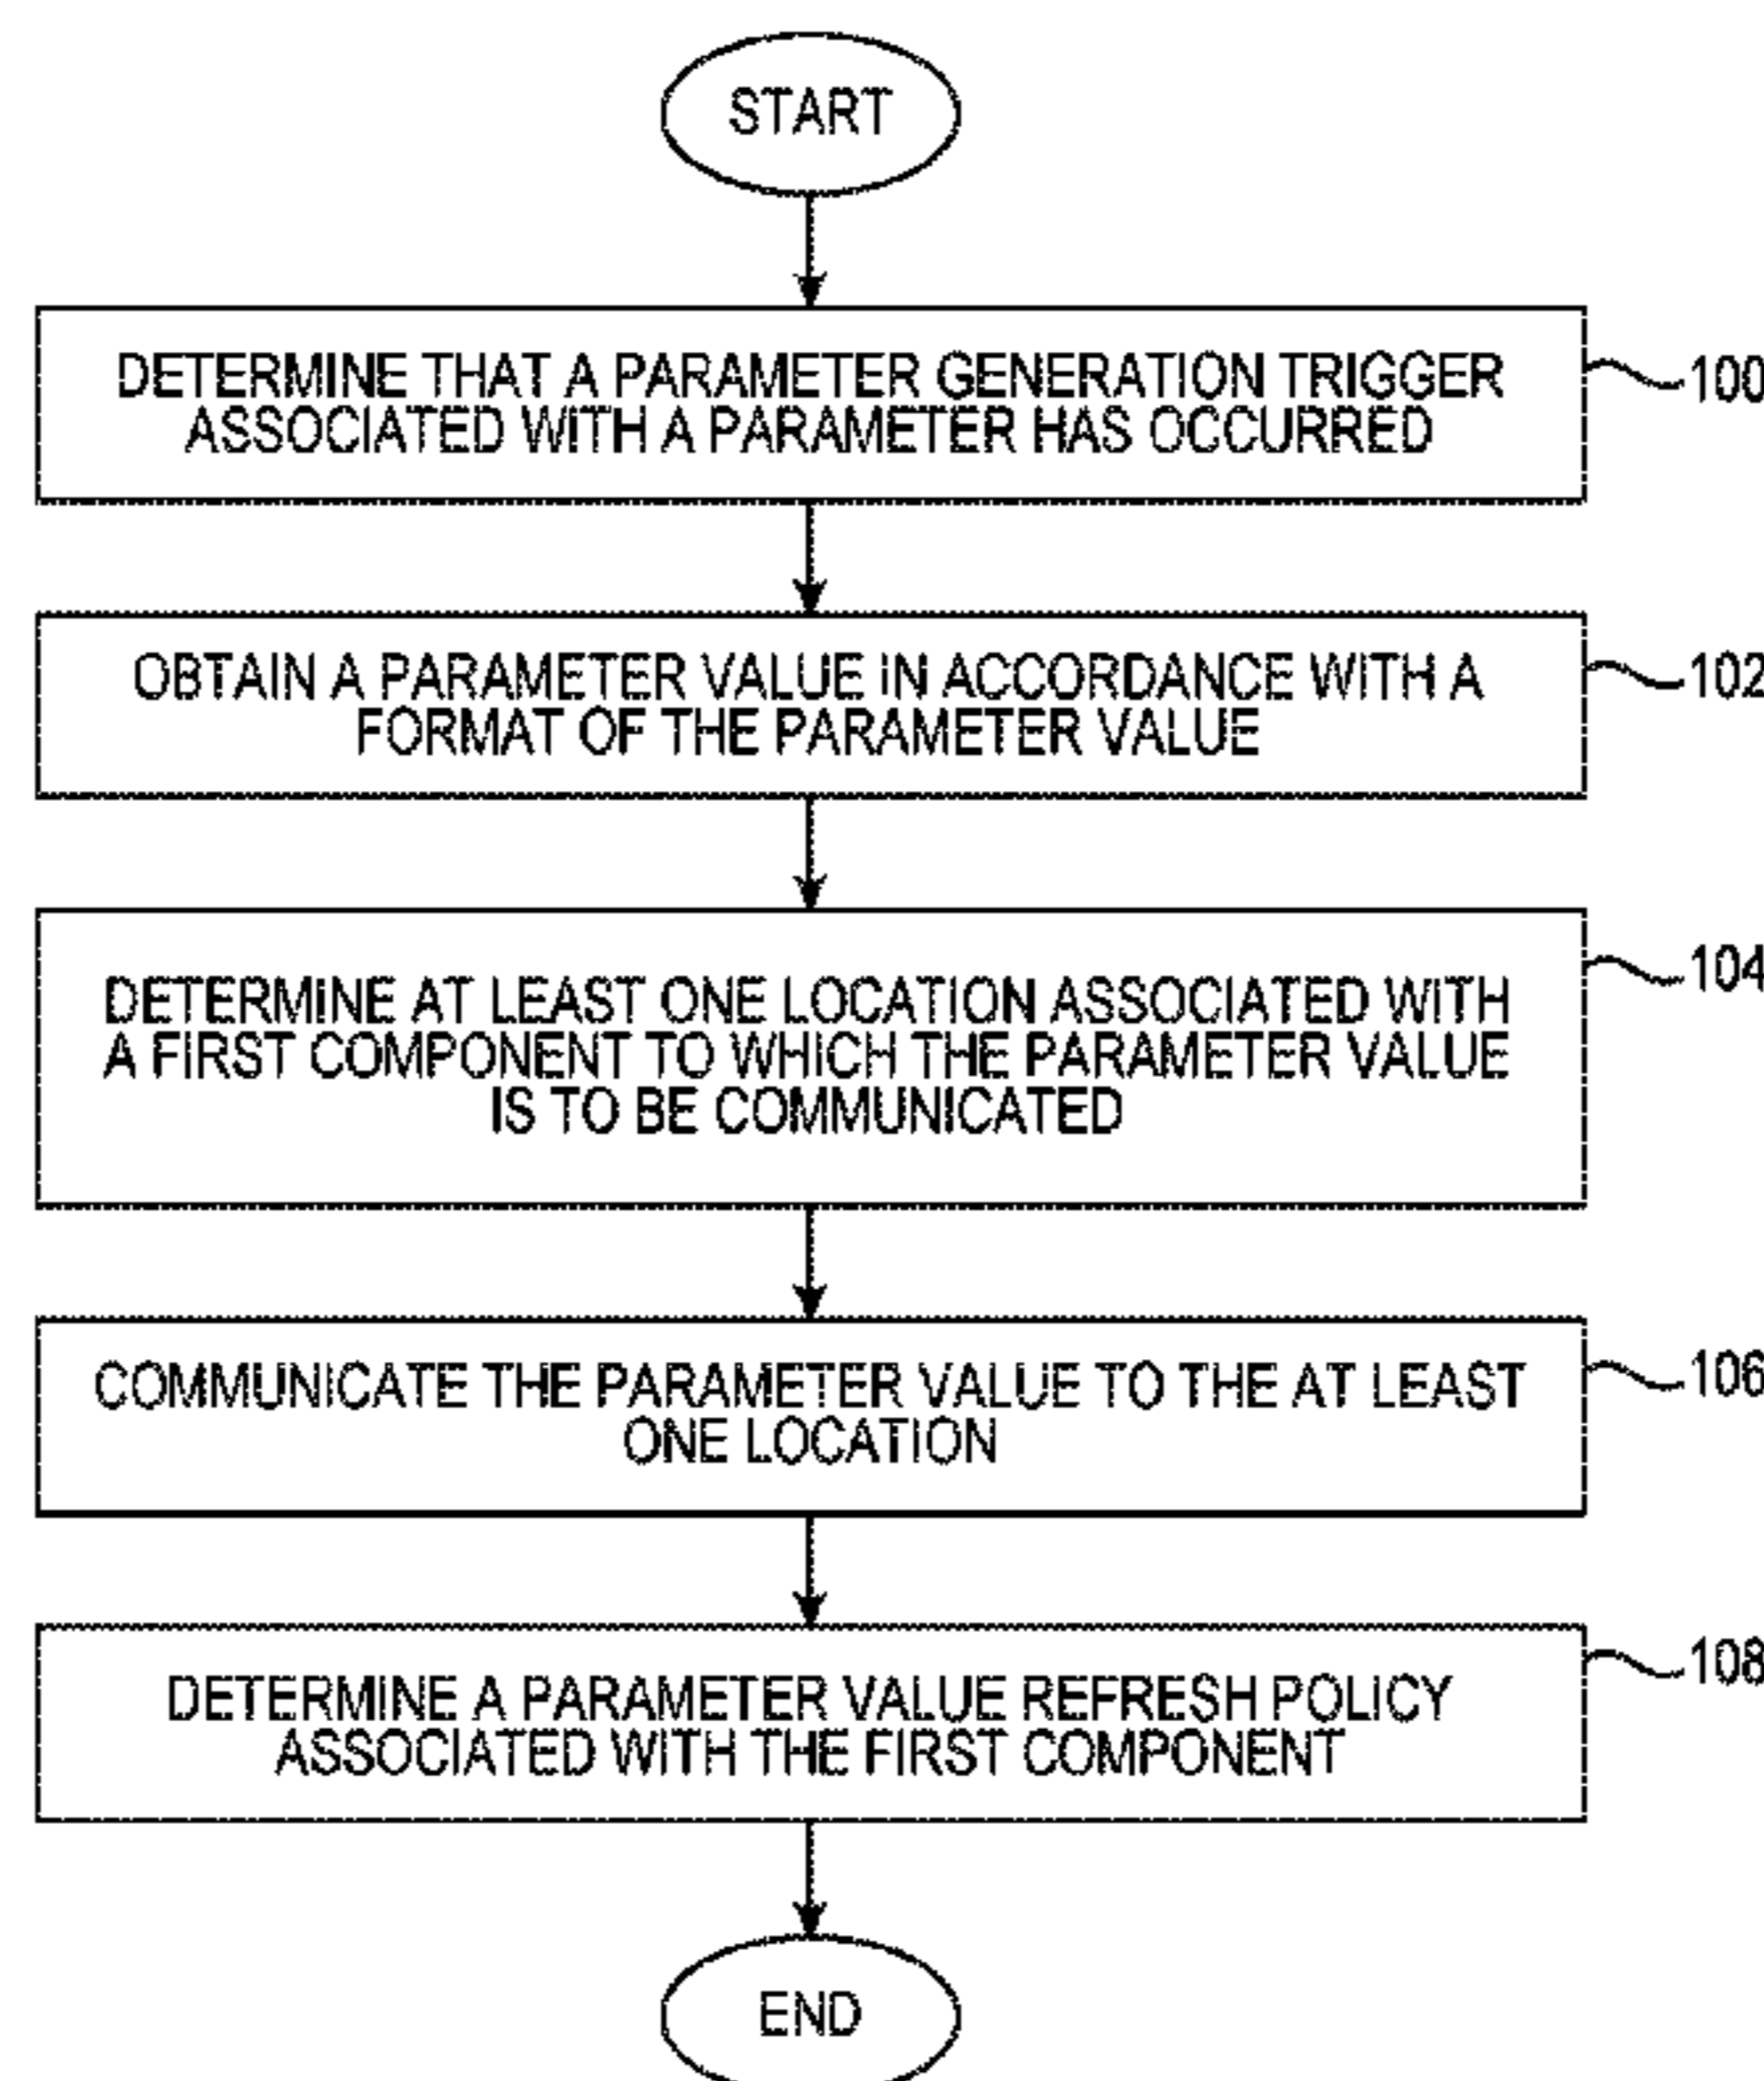 START
DETERMINE THAT A PARAMETER GENERATION TRIGGER
ASSOCIATED WITH A PARAMETER HAS OCCURRED
100
OBTAIN A PARAMETER VALUE IN ACCORDANCE WITH A
FORMAT OF THE PARAMETER VALUE
102
DETERMINE AT LEAST ONE LOCATION ASSOCIATED WITH
A FIRST COMPONENT TO WHICH THE PARAMETER VALUE
IS TO BE COMMUNICATED
104
COMMUNICATE THE PARAMETER VALUE TO THE AT LEAST
ONE LOCATION
106
DETERMINE A PARAMETER VALUE REFRESH POLICY
ASSOCIATED WITH THE FIRST COMPONENT
108
END